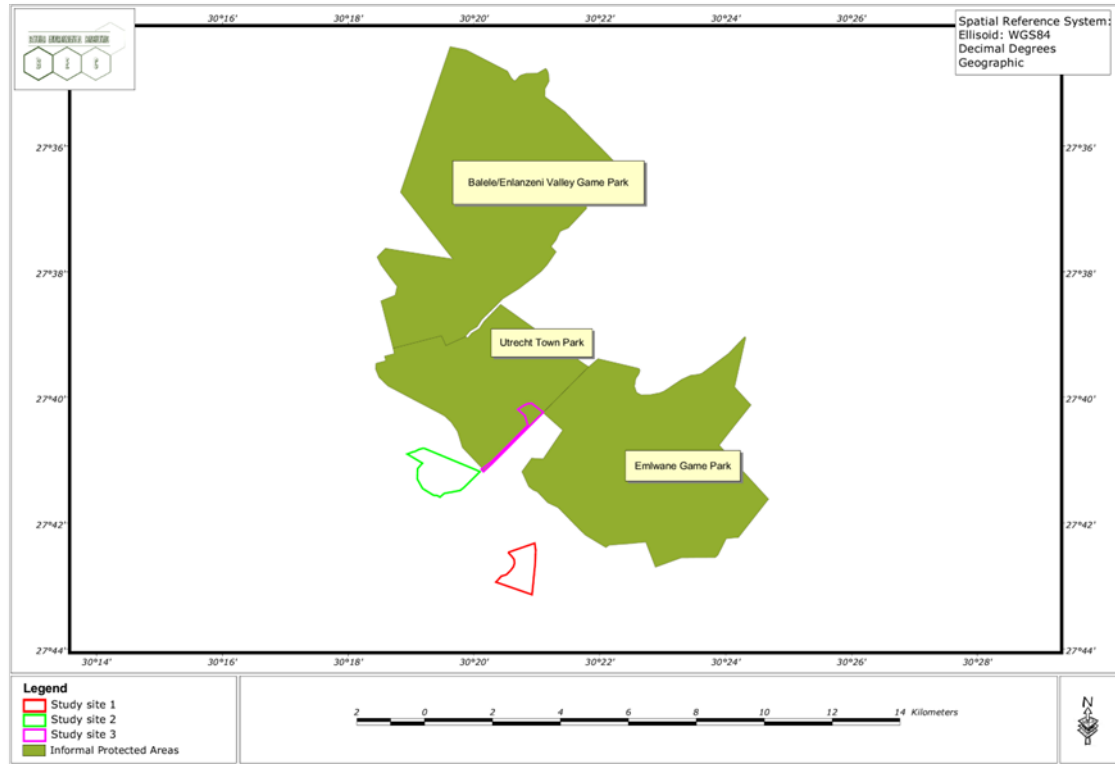 30°16' 30°18' 30°20' 30°22' 30°24' 30°26'
Spatial Reference System:
Ellisoid: WGS84
Decimal Degrees
Geographic
27°36' 27°36'
Balele/Enlanzeni Valley Game Park
27°38' 27°38'
Utrecht Town Park
27°40' 27°40'
Emlwane Game Park
27°42' 27°42'
27°44' 27°44'
30°14' 30°16' 30°18' 30°20' 30°22' 30°24' 30°26' 30°28'
Legend
Study site 1
Study site 2
Study site 3
Informal Protected Areas
2 0 2 4 6 8 10 12 14 Kilometers
N